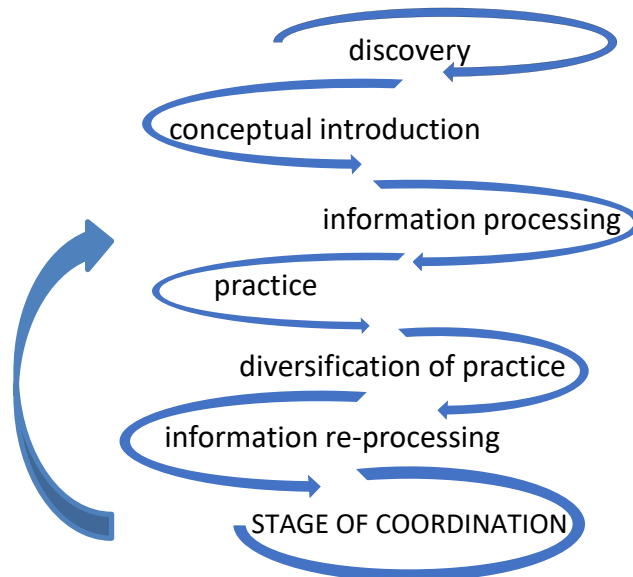 discovery
conceptual introduction
information processing
practice
diversification of practice
information re-processing
STAGE OF COORDINATION